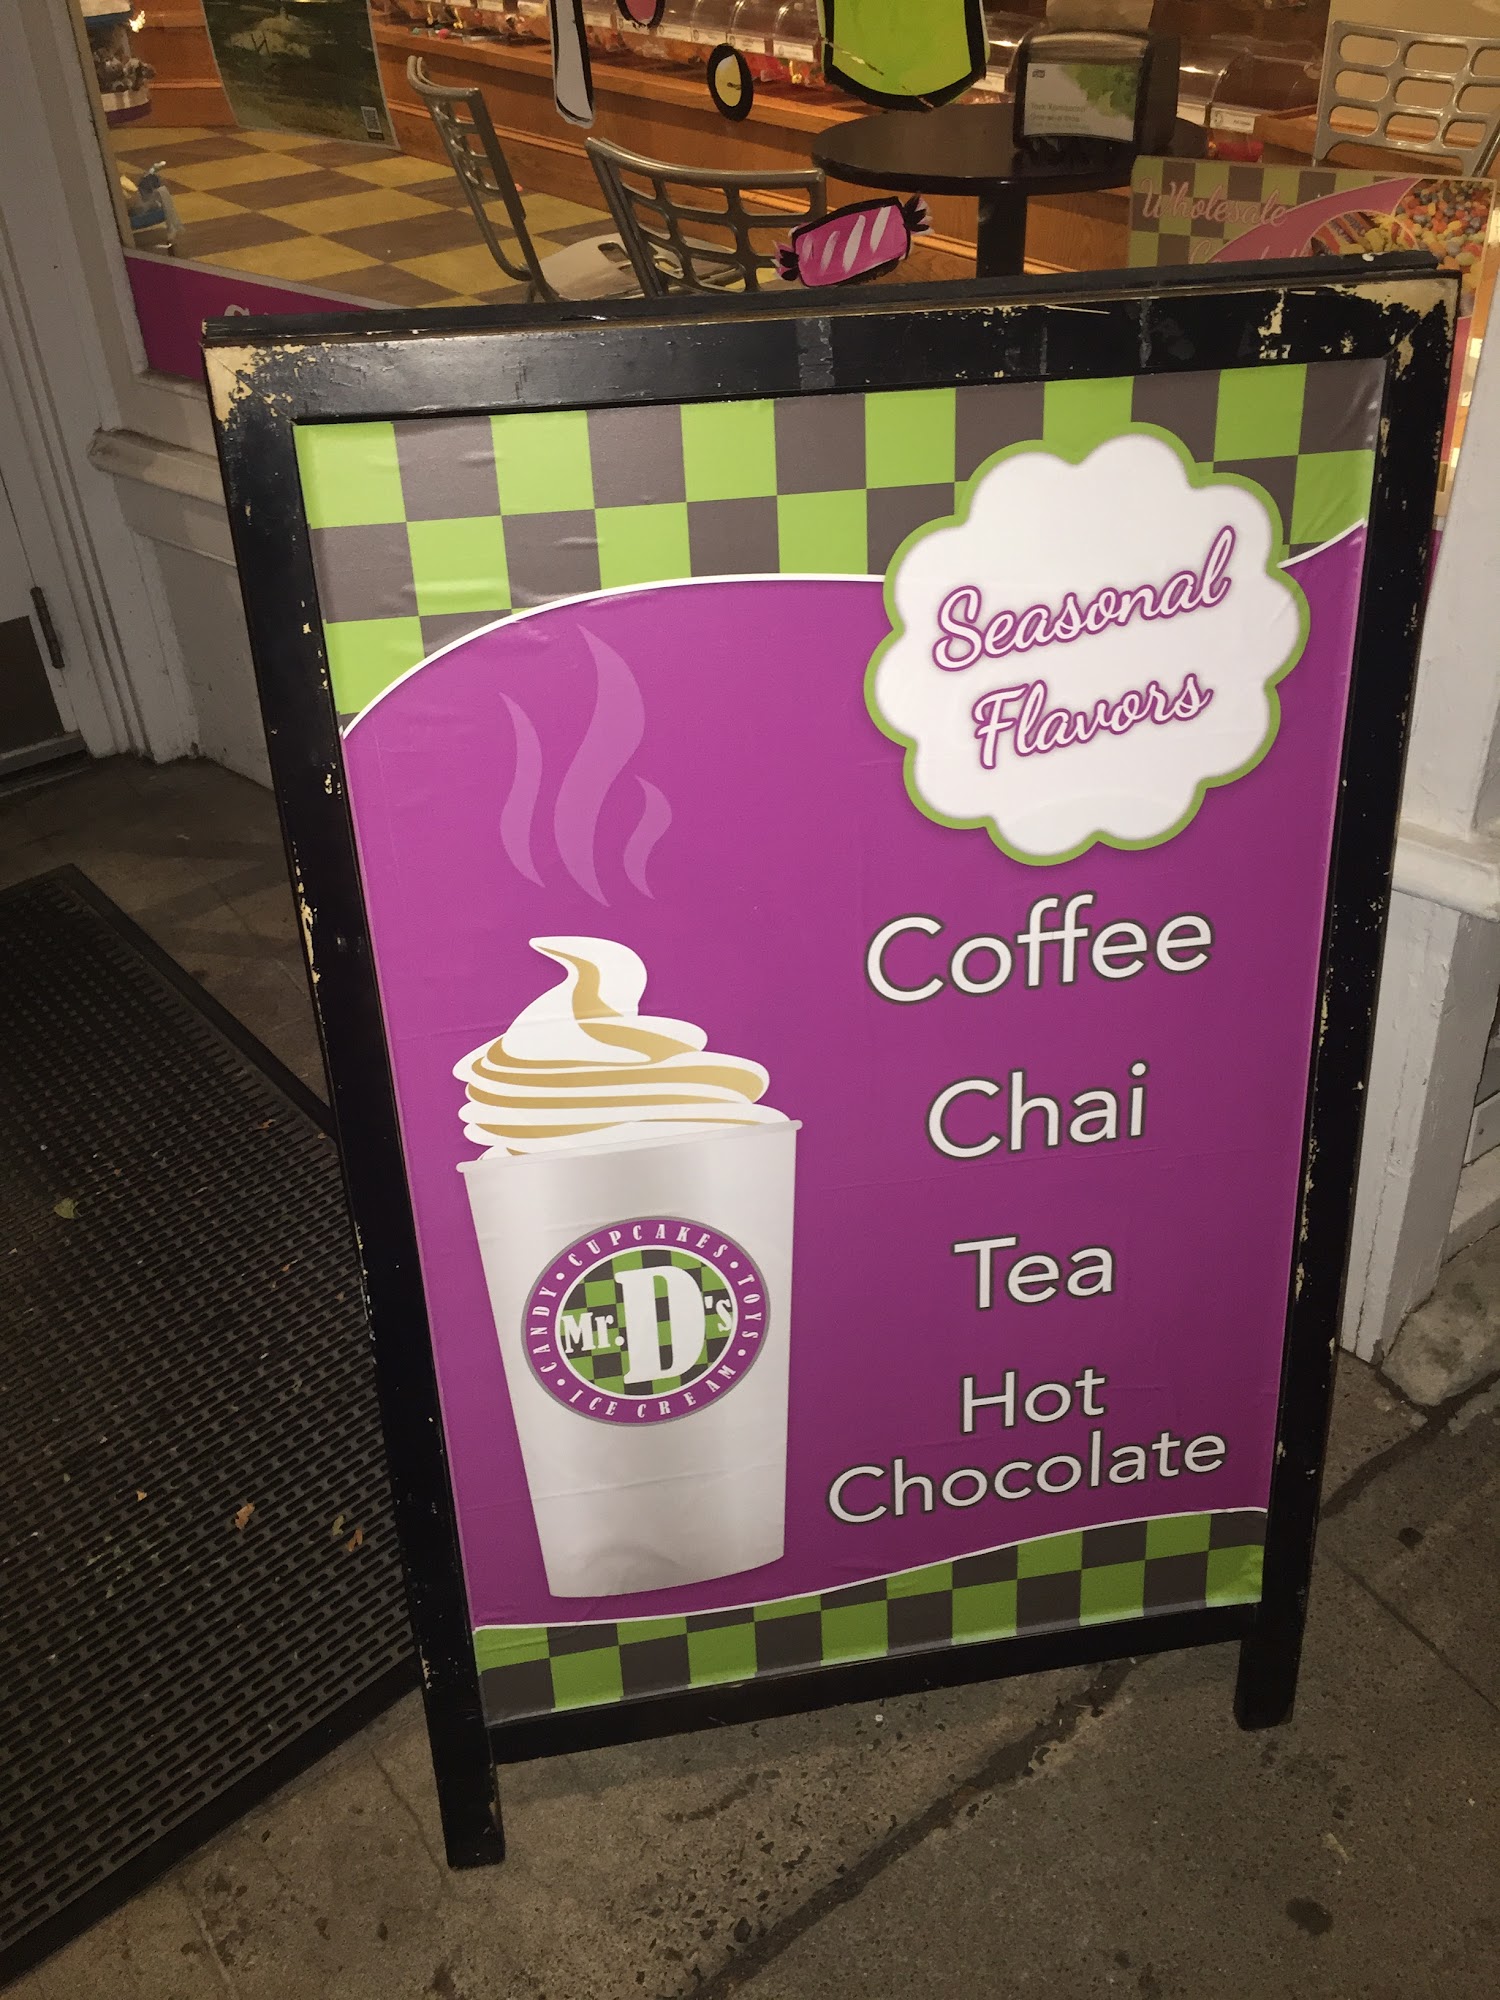 Wholesale
Seasonal
Flavors
Coffee
Chai
Tea
Hot
Chocolate
CANDY • CUPCAKES • TOYS • ICE CREAM
Mr. D's